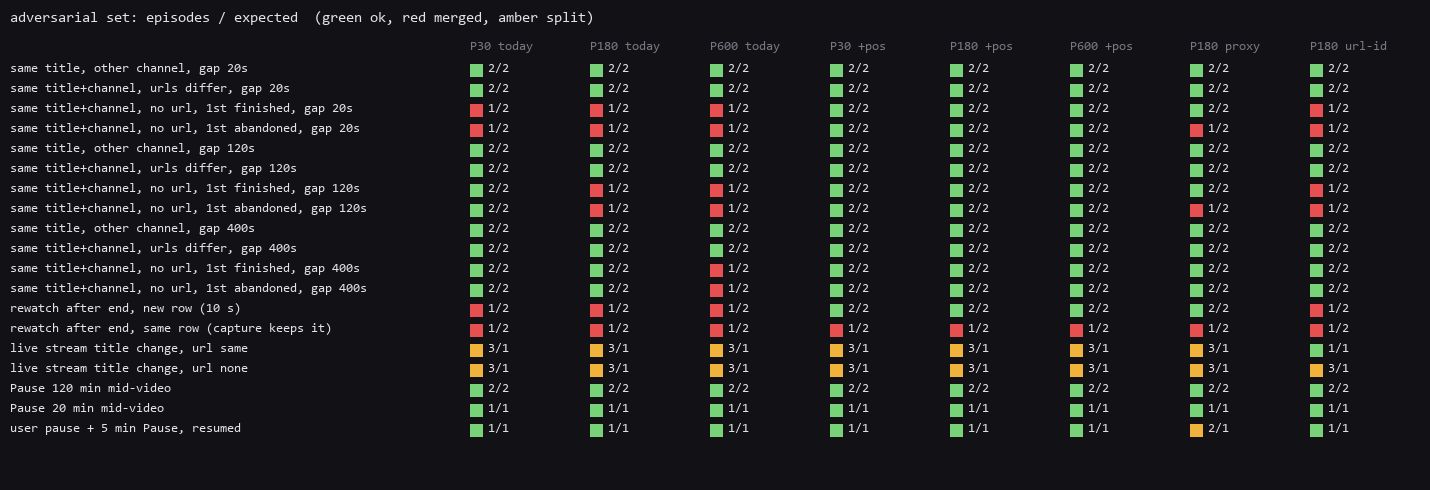 adversarial set: episodes / expected  (green ok, red merged, amber split)
P30 today P180 today P600 today P30 +pos P180 +pos P600 +pos P180 proxy P180 url-id
same title, other channel, gap 20s 2/2 2/2 2/2 2/2 2/2 2/2 2/2 2/2
same title+channel, urls differ, gap 20s 2/2 2/2 2/2 2/2 2/2 2/2 2/2 2/2
same title+channel, no url, 1st finished, gap 20s 1/2 1/2 1/2 2/2 2/2 2/2 2/2 1/2
same title+channel, no url, 1st abandoned, gap 20s 1/2 1/2 1/2 2/2 2/2 2/2 1/2 1/2
same title, other channel, gap 120s 2/2 2/2 2/2 2/2 2/2 2/2 2/2 2/2
same title+channel, urls differ, gap 120s 2/2 2/2 2/2 2/2 2/2 2/2 2/2 2/2
same title+channel, no url, 1st finished, gap 120s 2/2 1/2 1/2 2/2 2/2 2/2 2/2 1/2
same title+channel, no url, 1st abandoned, gap 120s 2/2 1/2 1/2 2/2 2/2 2/2 1/2 1/2
same title, other channel, gap 400s 2/2 2/2 2/2 2/2 2/2 2/2 2/2 2/2
same title+channel, urls differ, gap 400s 2/2 2/2 2/2 2/2 2/2 2/2 2/2 2/2
same title+channel, no url, 1st finished, gap 400s 2/2 2/2 1/2 2/2 2/2 2/2 2/2 2/2
same title+channel, no url, 1st abandoned, gap 400s 2/2 2/2 1/2 2/2 2/2 2/2 2/2 2/2
rewatch after end, new row (10 s) 1/2 1/2 1/2 2/2 2/2 2/2 2/2 1/2
rewatch after end, same row (capture keeps it) 1/2 1/2 1/2 1/2 1/2 1/2 1/2 1/2
live stream title change, url same 3/1 3/1 3/1 3/1 3/1 3/1 3/1 1/1
live stream title change, url none 3/1 3/1 3/1 3/1 3/1 3/1 3/1 3/1
Pause 120 min mid-video 2/2 2/2 2/2 2/2 2/2 2/2 2/2 2/2
Pause 20 min mid-video 1/1 1/1 1/1 1/1 1/1 1/1 1/1 1/1
user pause + 5 min Pause, resumed 1/1 1/1 1/1 1/1 1/1 1/1 2/1 1/1